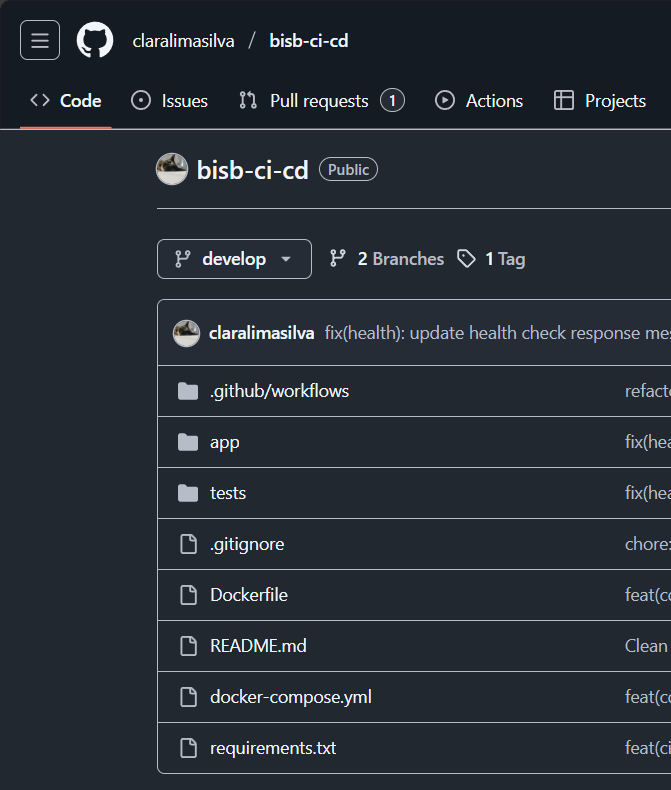 claralimasilva / bisb-ci-cd
Code Issues Pull requests 1 Actions Projects
bisb-ci-cd Public
develop 2 Branches 1 Tag
claralimasilva fix(health): update health check response mes
.github/workflows refacto
app fix(hea
tests fix(hea
.gitignore chore:
Dockerfile feat(co
README.md Clean
docker-compose.yml feat(co
requirements.txt feat(ci